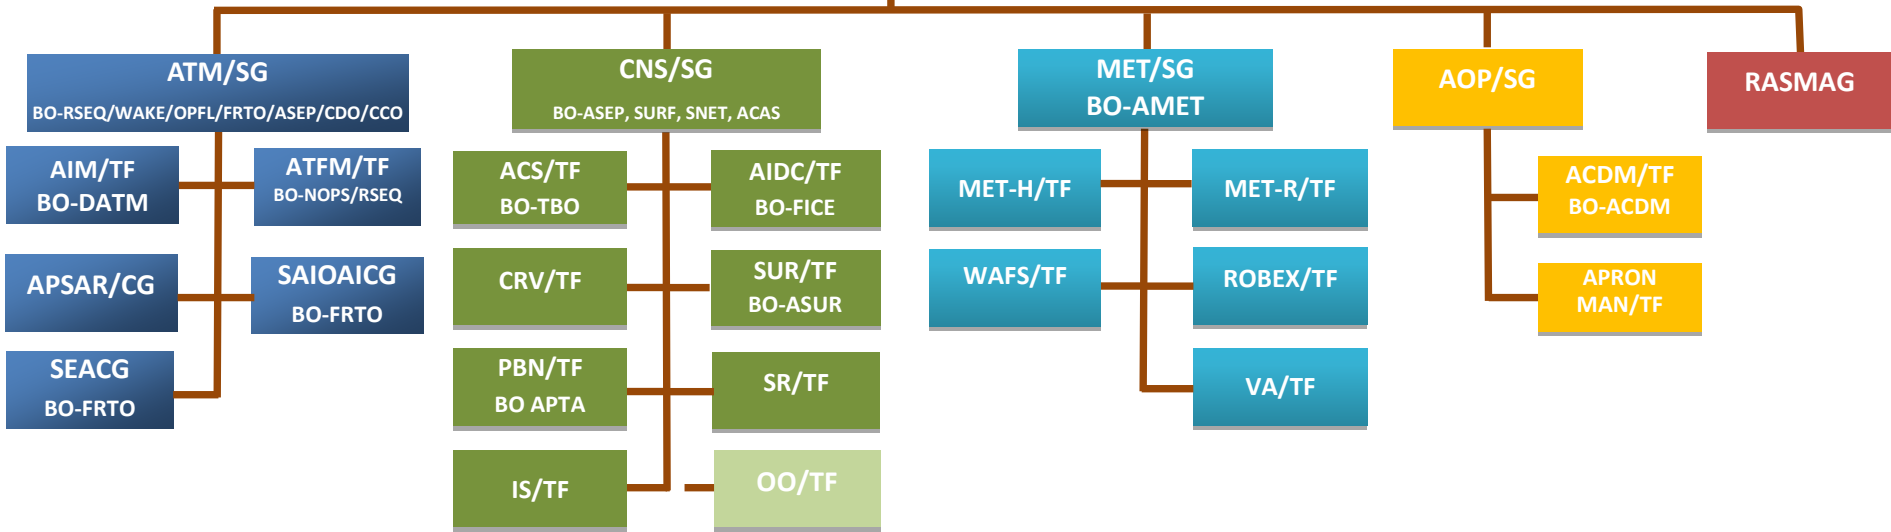 ATM/SG
BO-RSEQ/WAKE/OPFL/FRTO/ASEP/CDO/CCO
AIM/TF
BO-DATM
ATFM/TF
BO-NOPS/RSEQ
APSAR/CG
SAIOAICG
BO-FRTO
SEACG
BO-FRTO
CNS/SG
BO-ASEP, SURF, SNET, ACAS
ACS/TF
BO-TBO
AIDC/TF
BO-FICE
CRV/TF
SUR/TF
BO-ASUR
PBN/TF
BO APTA
SR/TF
IS/TF
OO/TF
MET/SG
BO-AMET
MET-H/TF
MET-R/TF
WAFS/TF
ROBEX/TF
VA/TF
AOP/SG
ACDM/TF
BO-ACDM
APRON
MAN/TF
RASMAG